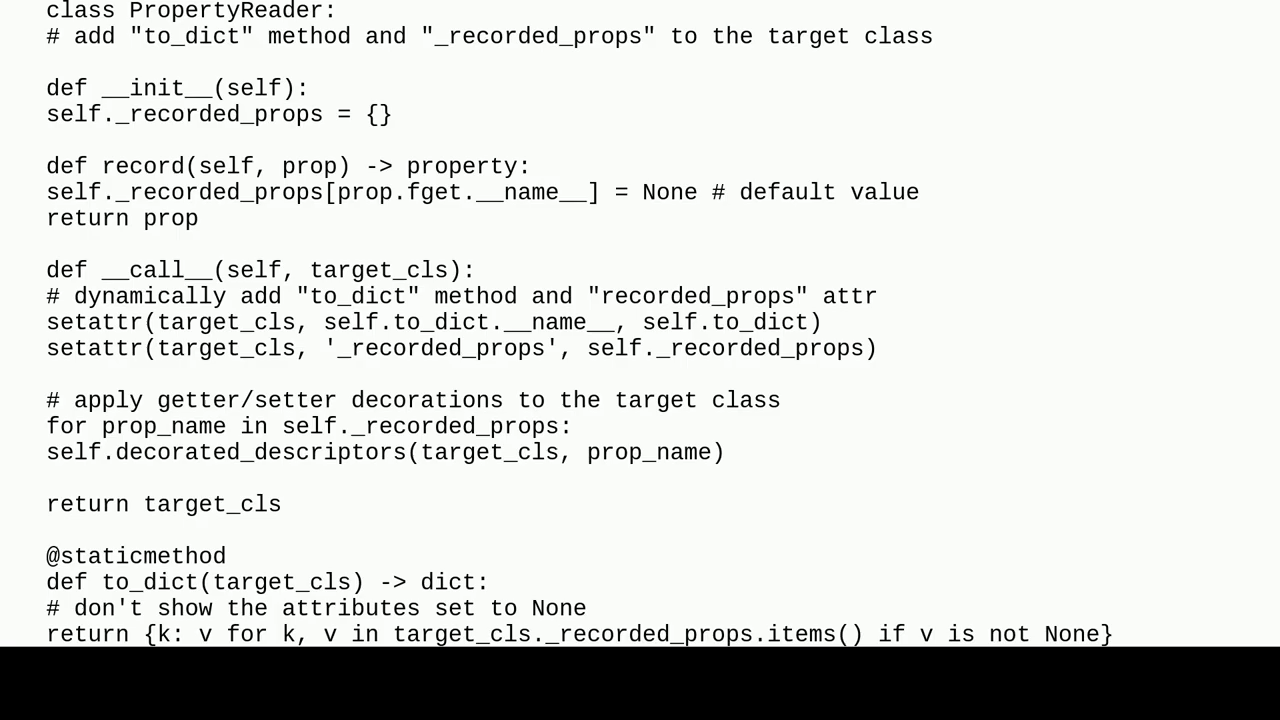 class PropertyReader:
# add "to_dict" method and "_recorded_props" to the target class
def __init__(self):
self._recorded_props = {}
def record(self, prop) -> property:
self._recorded_props[prop.fget.__name__] = None # default value
return prop
def __call__(self, target_cls):
# dynamically add "to_dict" method and "recorded_props" attr
setattr(target_cls, self.to_dict.__name__, self.to_dict)
setattr(target_cls, '_recorded_props', self._recorded_props)
# apply getter/setter decorations to the target class
for prop_name in self._recorded_props:
self.decorated_descriptors(target_cls, prop_name)
return target_cls
@staticmethod
def to_dict(target_cls) -> dict:
# don't show the attributes set to None
return {k: v for k, v in target_cls._recorded_props.items() if v is not None}